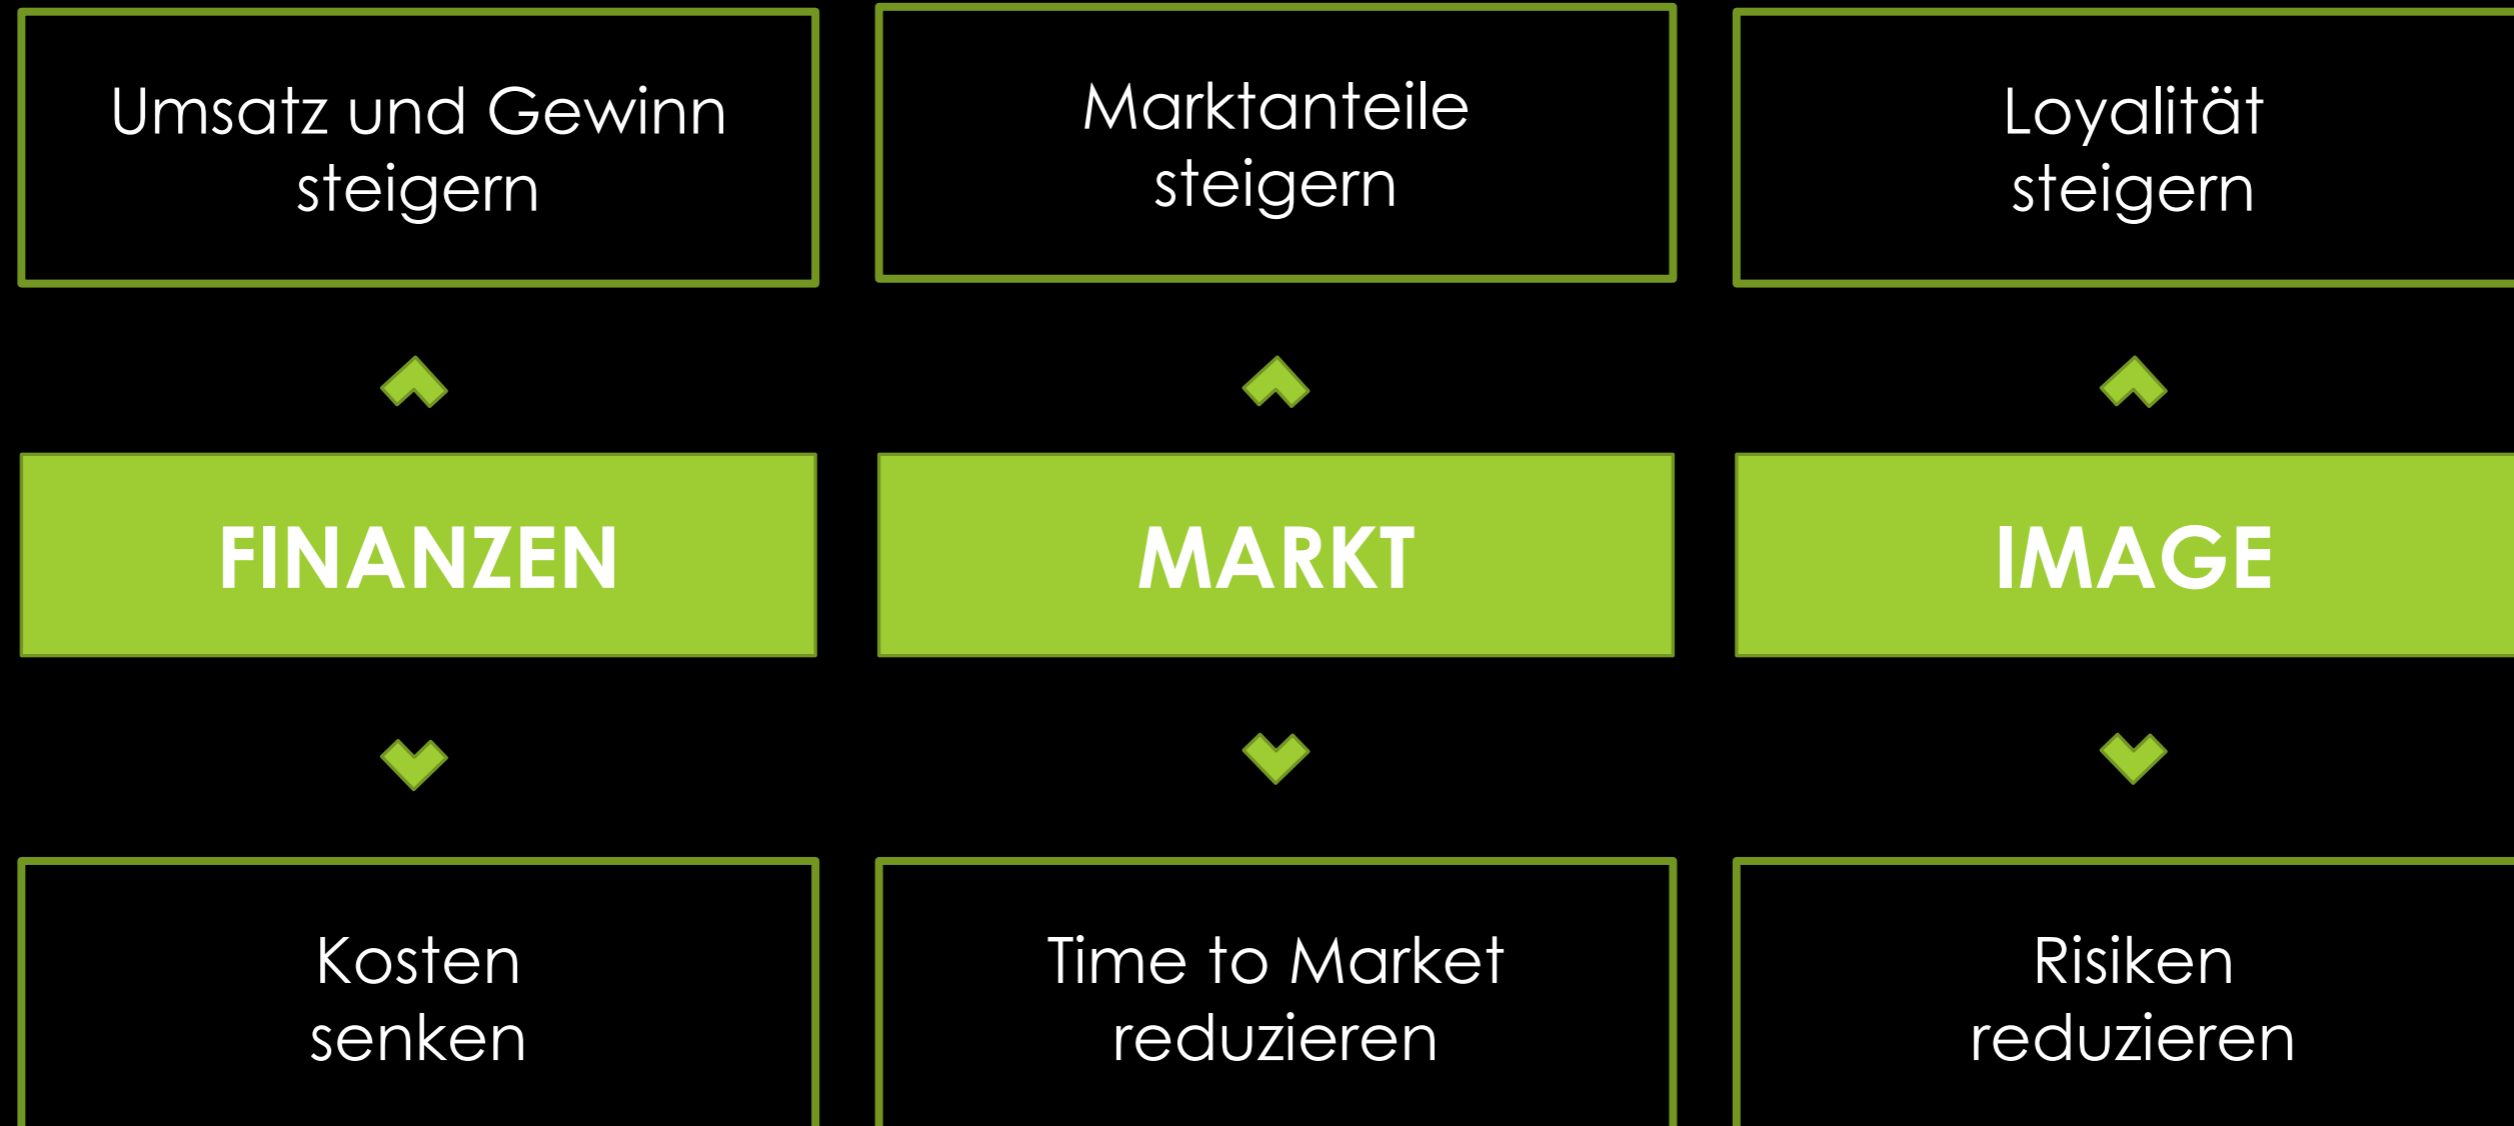 Umsatz und Gewinn
steigern
Marktanteile
steigern
Loyalität
steigern
FINANZEN
MARKT
IMAGE
Kosten
senken
Time to Market
reduzieren
Risiken
reduzieren